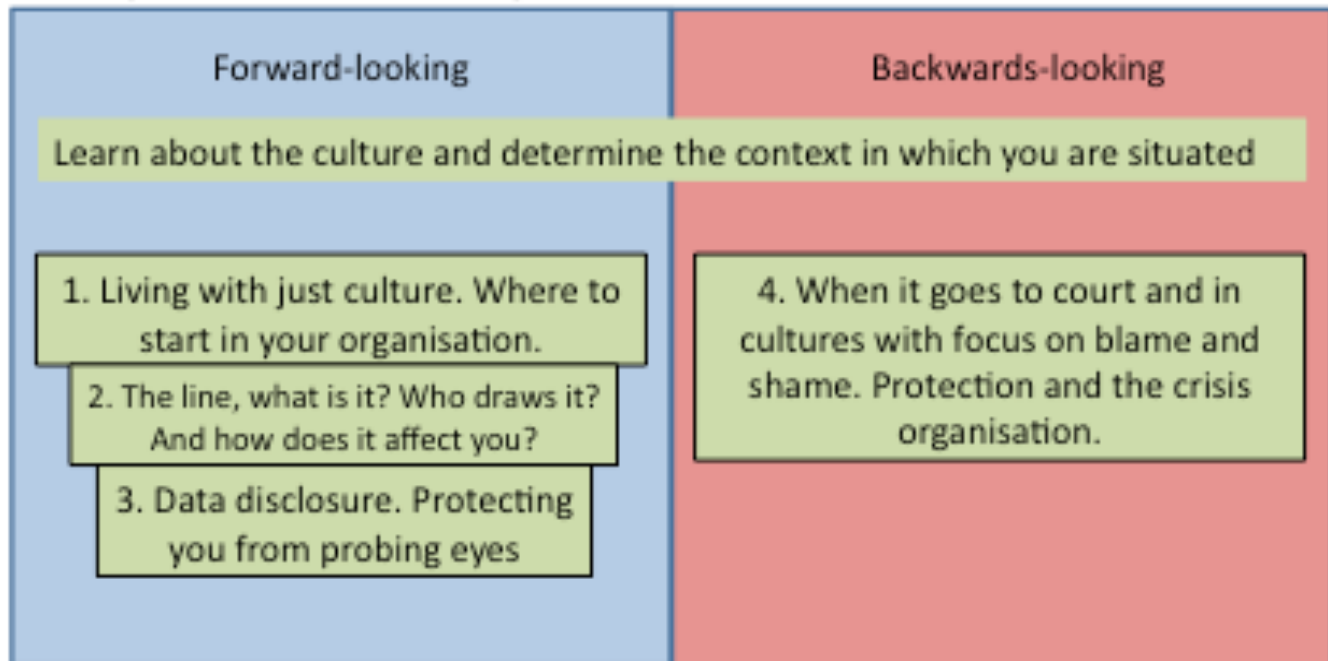 Forward-looking
Backwards-looking
Learn about the culture and determine the context in which you are situated
1. Living with just culture. Where to
start in your organisation.
2. The line, what is it? Who draws it?
And how does it affect you?
3. Data disclosure. Protecting
you from probing eyes
4. When it goes to court and in
cultures with focus on blame and
shame. Protection and the crisis
organisation.